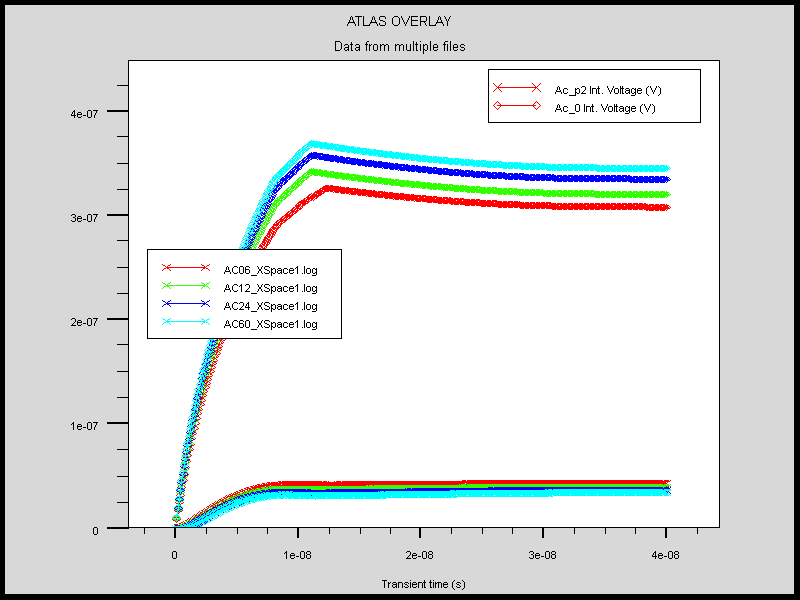 ATLAS OVERLAY
Data from multiple files
Ac_p2 Int. Voltage (V)
Ac_0 Int. Voltage (V)
4e-07
3e-07
AC06_XSpace1.log
AC12_XSpace1.log
AC24_XSpace1.log
AC60_XSpace1.log
2e-07
1e-07
0
0 1e-08 2e-08 3e-08 4e-08
Transient time (s)